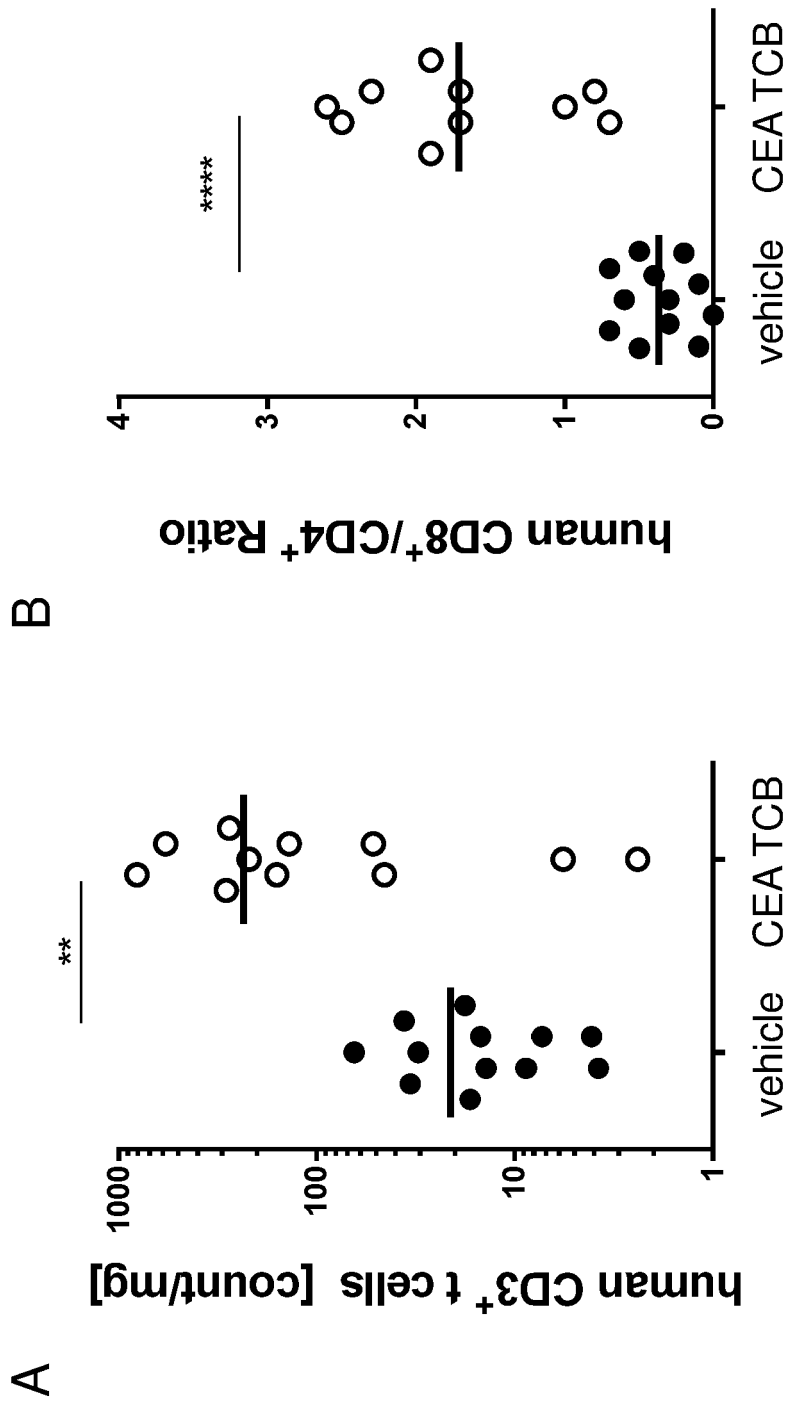 A
human CD3+ t cells [count/mg]
1000
100
10
1
**
vehicle
CEA TCB
B
human CD8+/CD4+ Ratio
4
3
2
1
0
****
vehicle
CEA TCB